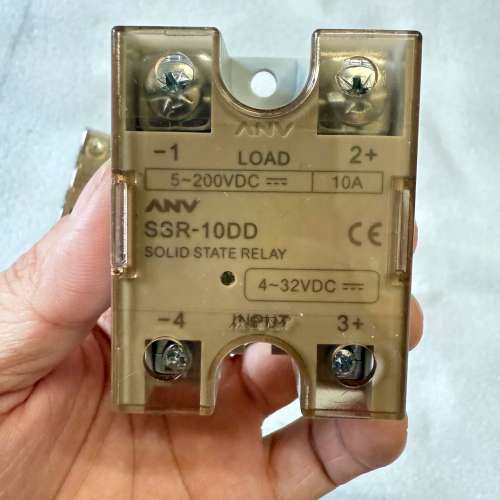 ANV
-1 LOAD 2+
5~200VDC ⎓ 10A
ANV
SSR-10DD CE
SOLID STATE RELAY
4~32VDC ⎓
ANV
-4 INPUT 3+